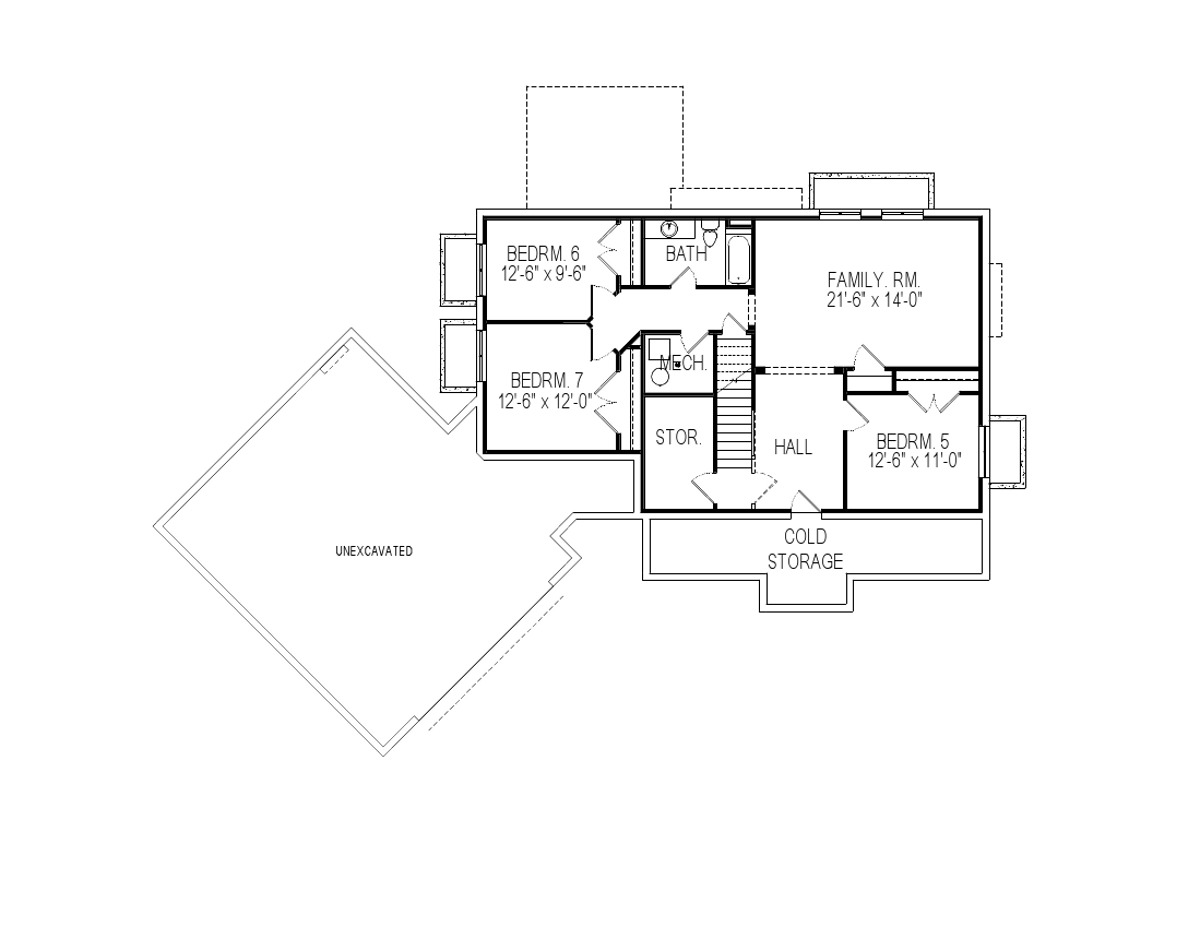 BEDRM. 6
12'-6" x 9'-6"
BATH
FAMILY. RM.
21'-6" x 14'-0"
MECH.
BEDRM. 7
12'-6" x 12'-0"
STOR.
HALL
BEDRM. 5
12'-6" x 11'-0"
COLD
STORAGE
UNEXCAVATED